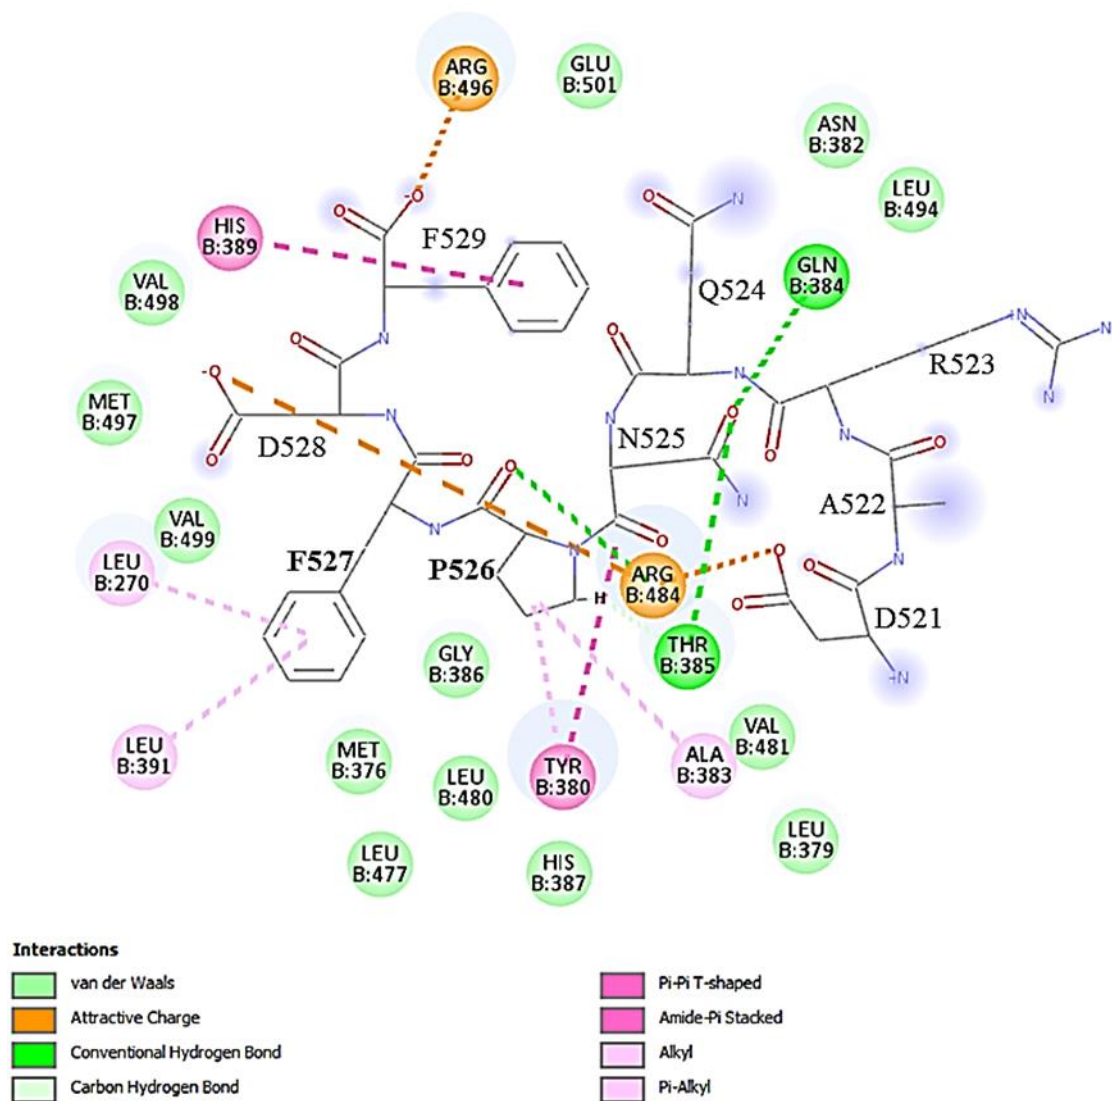 ARG
B:496
GLU
B:501
ASN
B:382
LEU
B:494
O
O
-O
N
HIS
B:389
F529
GLN
B:384
VAL
B:498
Q524
N
O
N
O
N
R523
-O
O
N
O
N
N
MET
B:497
D528
N
N525
O
N
O
O
O
O
N
A522
VAL
B:499
N
O
N
LEU
B:270
F527
P526
N
O
ARG
B:484
O
O
O
H
D521
THR
B:385
N
GLY
B:386
LEU
B:391
MET
B:376
LEU
B:480
TYR
B:380
ALA
B:383
VAL
B:481
LEU
B:477
HIS
B:387
LEU
B:379
Interactions
van der Waals
Attractive Charge
Conventional Hydrogen Bond
Carbon Hydrogen Bond
Pi-Pi T-shaped
Amide-Pi Stacked
Alkyl
Pi-Alkyl